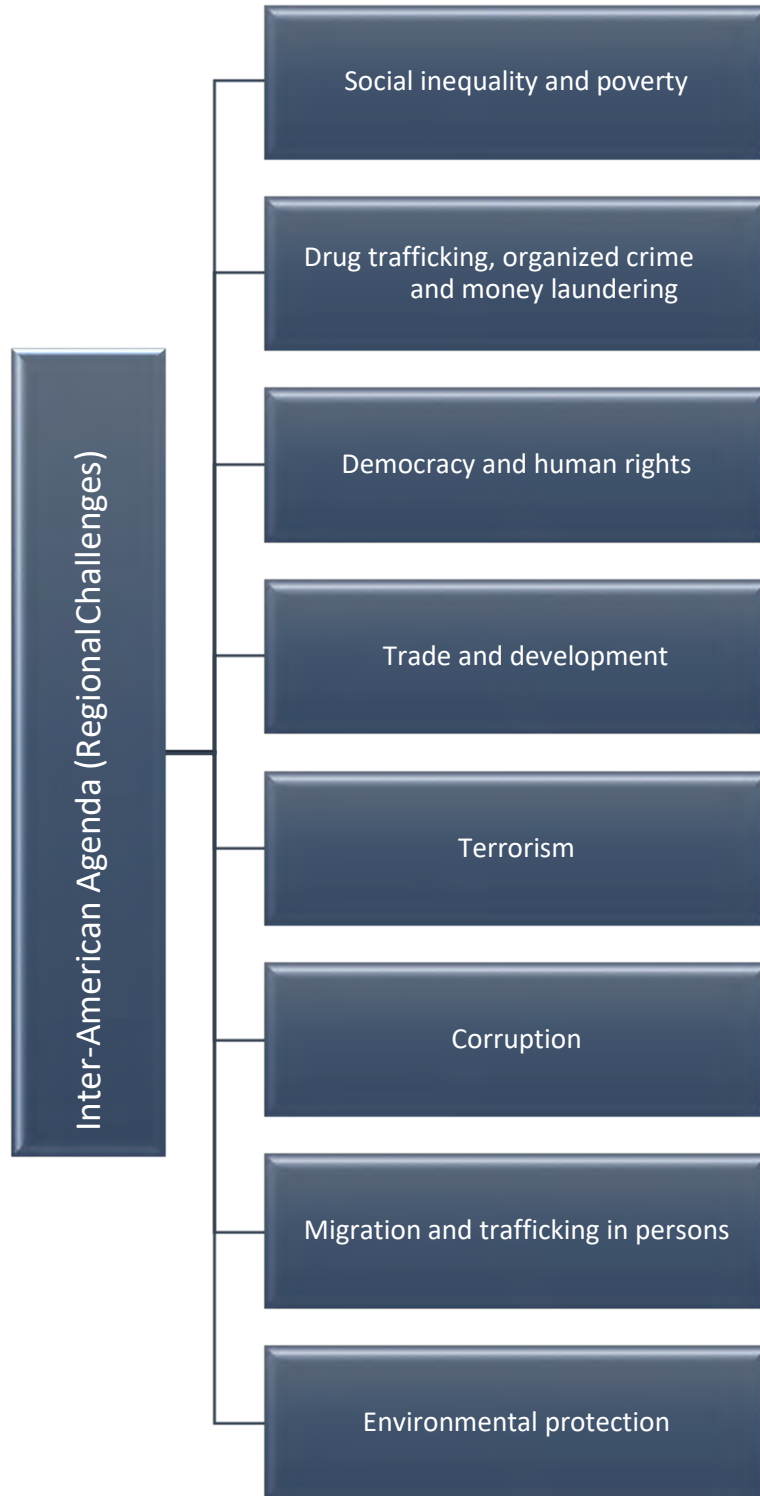 Inter-American Agenda (Regional Challenges)
Social inequality and poverty
Drug trafficking, organized crime
and money laundering
Democracy and human rights
Trade and development
Terrorism
Corruption
Migration and trafficking in persons
Environmental protection